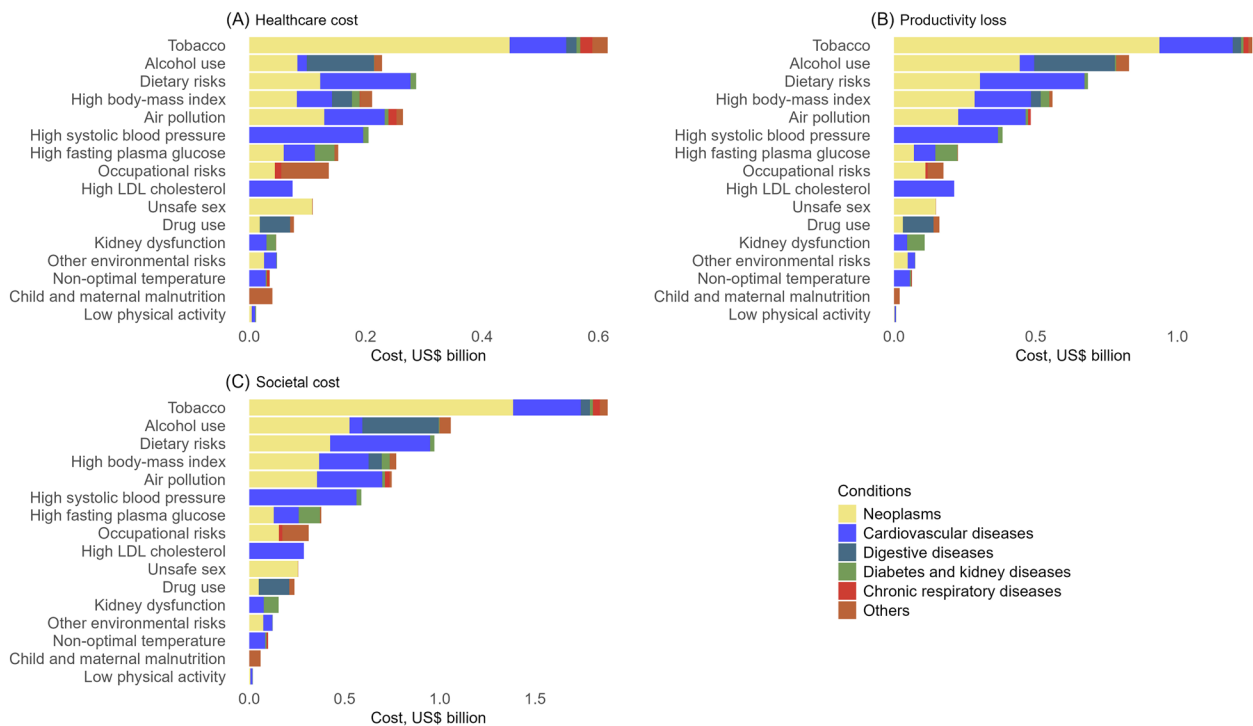 (A) Healthcare cost
Tobacco
Alcohol use
Dietary risks
High body-mass index
Air pollution
High systolic blood pressure
High fasting plasma glucose
Occupational risks
High LDL cholesterol
Unsafe sex
Drug use
Kidney dysfunction
Other environmental risks
Non-optimal temperature
Child and maternal malnutrition
Low physical activity
0.0 0.2 0.4 0.6
Cost, US$ billion
(B) Productivity loss
Tobacco
Alcohol use
Dietary risks
High body-mass index
Air pollution
High systolic blood pressure
High fasting plasma glucose
Occupational risks
High LDL cholesterol
Unsafe sex
Drug use
Kidney dysfunction
Other environmental risks
Non-optimal temperature
Child and maternal malnutrition
Low physical activity
0.0 0.5 1.0
Cost, US$ billion
(C) Societal cost
Tobacco
Alcohol use
Dietary risks
High body-mass index
Air pollution
High systolic blood pressure
High fasting plasma glucose
Occupational risks
High LDL cholesterol
Unsafe sex
Drug use
Kidney dysfunction
Other environmental risks
Non-optimal temperature
Child and maternal malnutrition
Low physical activity
0.0 0.5 1.0 1.5
Cost, US$ billion
Conditions
Neoplasms
Cardiovascular diseases
Digestive diseases
Diabetes and kidney diseases
Chronic respiratory diseases
Others